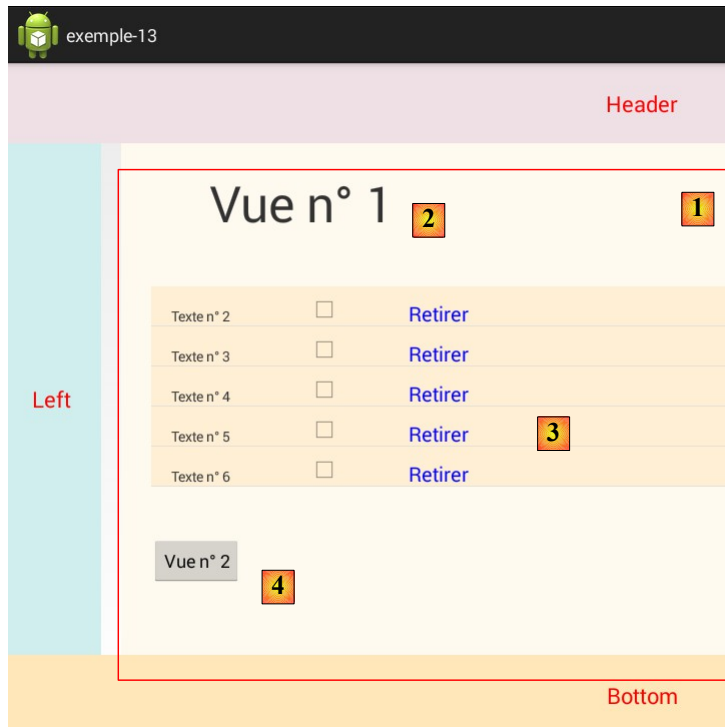 exemple-13
Header
1
Vue n° 1
2
Texte n° 2 Retirer
Texte n° 3 Retirer
Left
Texte n° 4 Retirer
Texte n° 5 Retirer
3
Texte n° 6 Retirer
Vue n° 2
4
Bottom